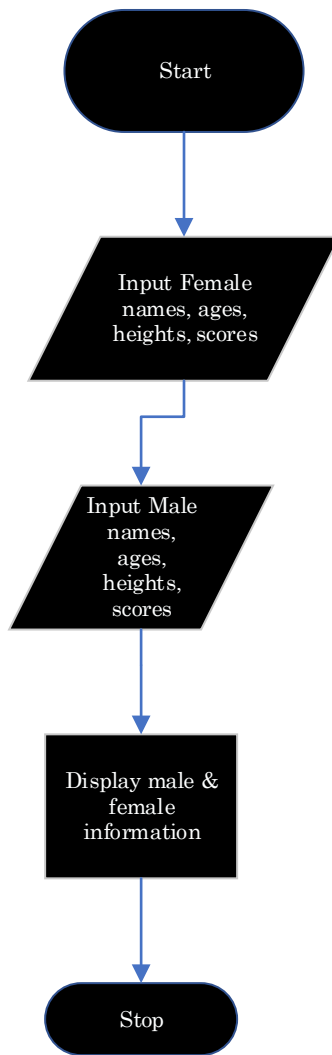 Start
Input Female
names, ages,
heights, scores
Input Male
names,
ages,
heights,
scores
Display male &
female
information
Stop